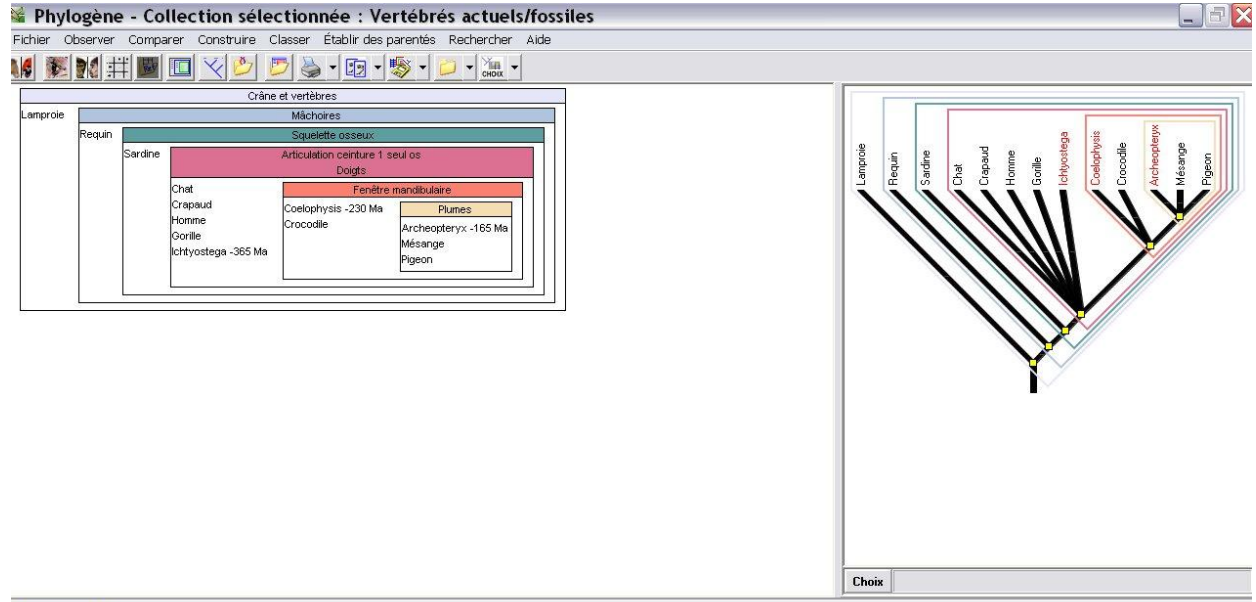 Phylogène - Collection sélectionnée : Vertébrés actuels/fossiles
Fichier Observer Comparer Construire Classer Établir des parentés Rechercher Aide
CHOIX
Crâne et vertèbres
Lamproie
Mâchoires
Requin
Squelette osseux
Sardine
Articulation ceinture 1 seul os
Doigts
Chat
Crapaud
Homme
Gorille
Ichtyostega -365 Ma
Fenêtre mandibulaire
Coelophysis -230 Ma
Crocodile
Plumes
Archeopteryx -165 Ma
Mésange
Pigeon
Lamproie
Requin
Sardine
Chat
Crapaud
Homme
Gorille
Ichtyostega
Coelophysis
Crocodile
Archeopteryx
Mésange
Pigeon
Choix